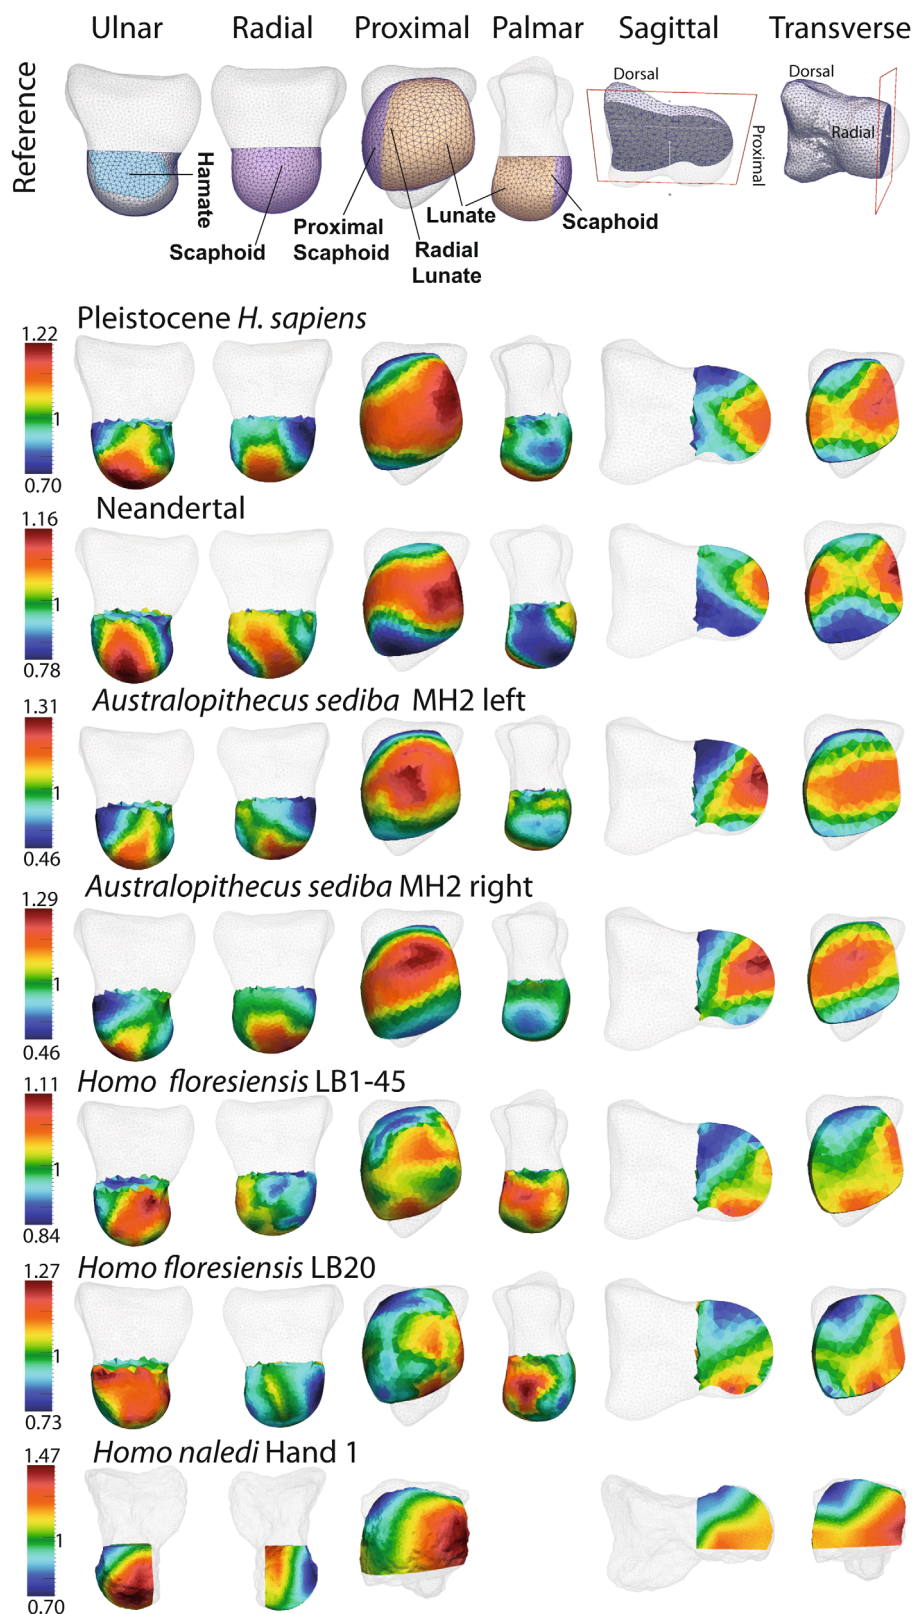 Ulnar Radial Proximal Palmar Sagittal Transverse
Reference
Dorsal
Proximal
Dorsal
Radial
Hamate
Scaphoid
Proximal
Scaphoid
Radial
Lunate
Lunate
Scaphoid
Pleistocene H. sapiens
1.22
1
0.70
Neandertal
1.16
1
0.78
Australopithecus sediba MH2 left
1.31
1
0.46
Australopithecus sediba MH2 right
1.29
1
0.46
Homo floresiensis LB1-45
1.11
1
0.84
Homo floresiensis LB20
1.27
1
0.73
Homo naledi Hand 1
1.47
1
0.70